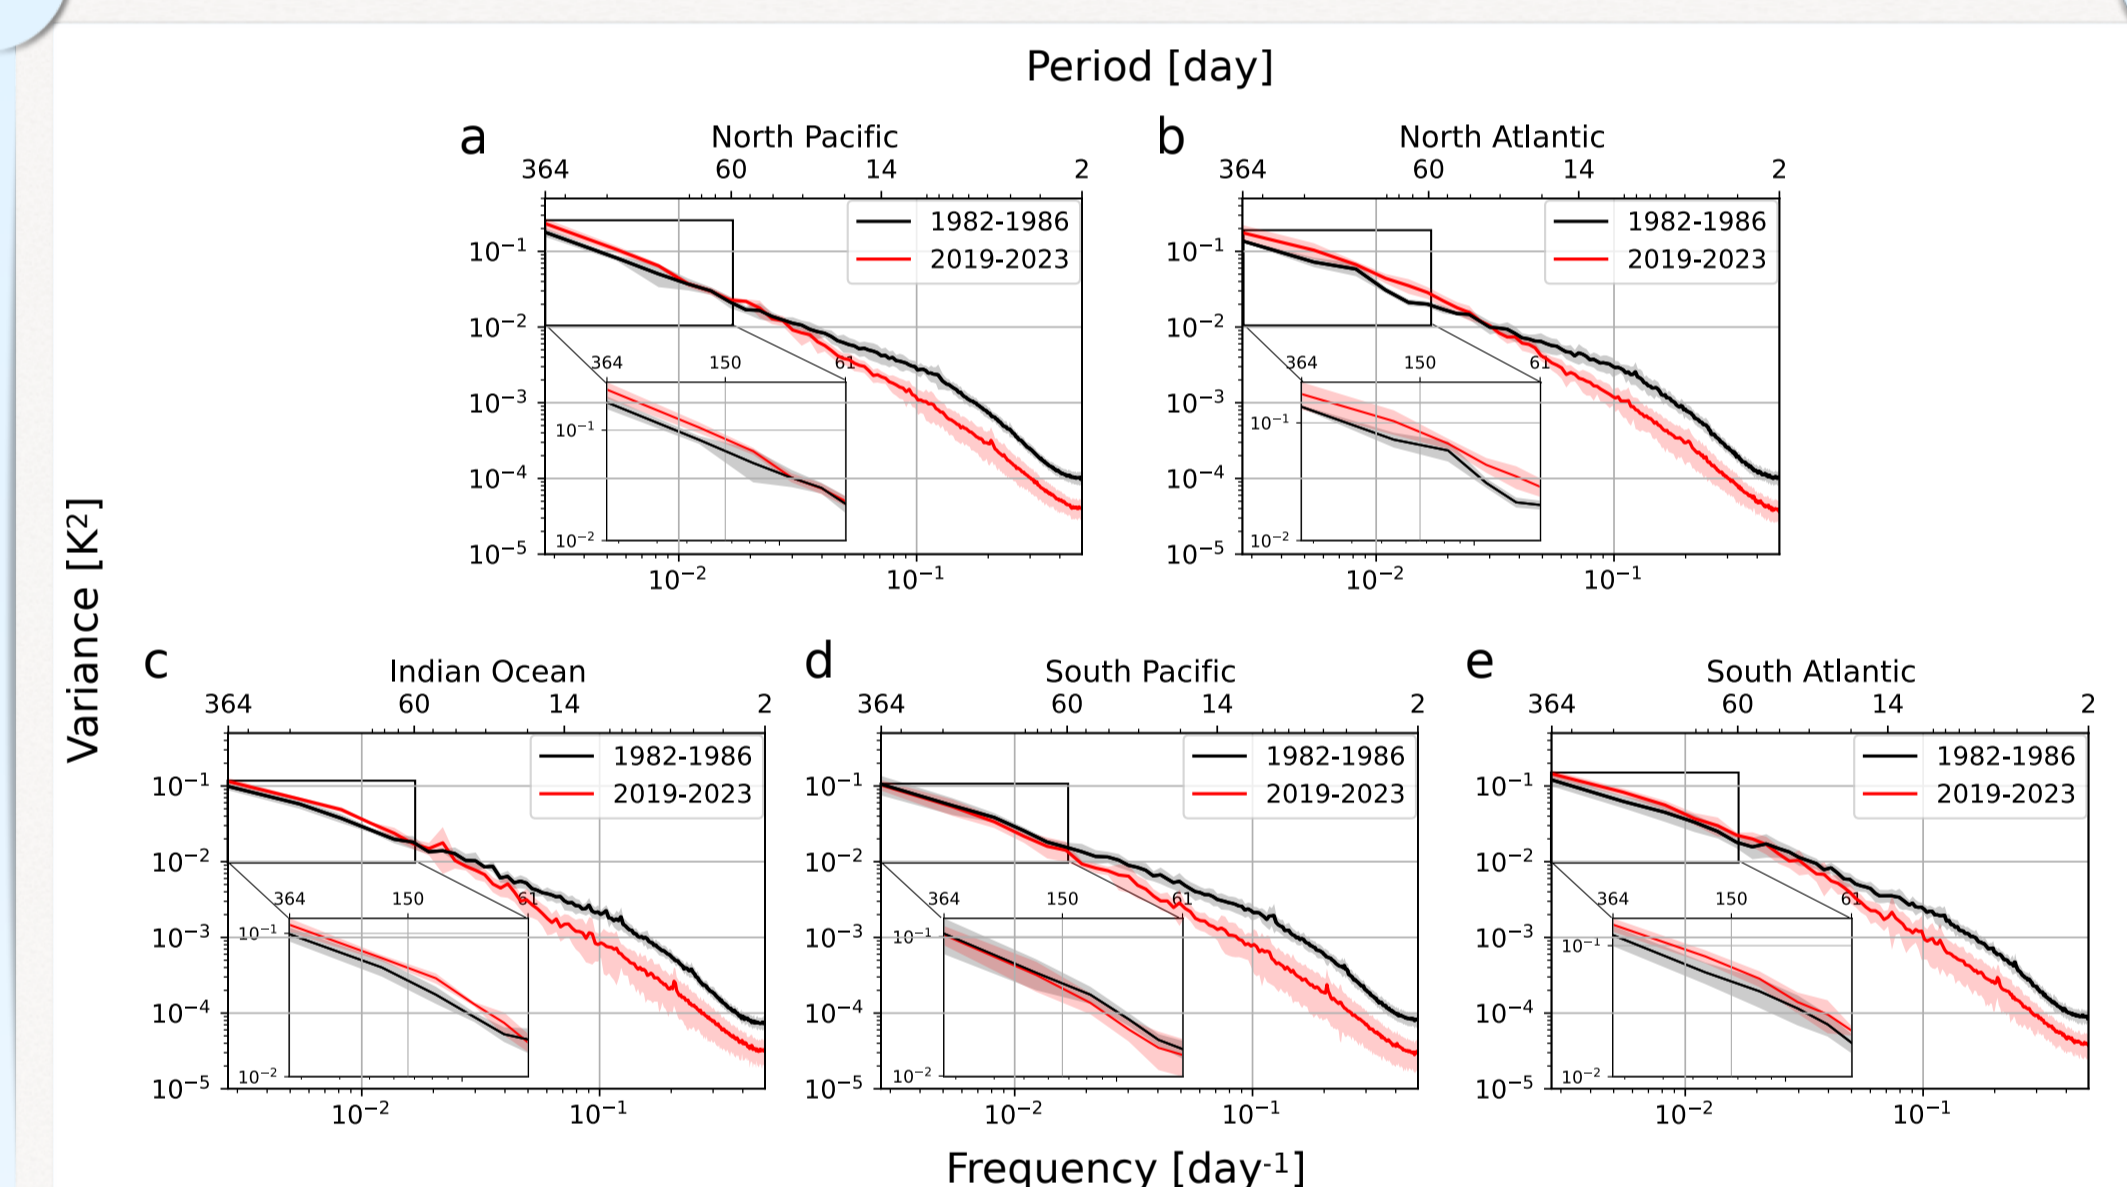 Period [day]
a
North Pacific
364 60 14 2
10⁻¹
10⁻²
10⁻³
10⁻⁴
10⁻⁵
1982-1986
2019-2023
364 150 61
10⁻¹
10⁻²
10⁻² 10⁻¹
b
North Atlantic
364 60 14 2
10⁻¹
10⁻²
10⁻³
10⁻⁴
10⁻⁵
1982-1986
2019-2023
364 150 61
10⁻¹
10⁻²
10⁻² 10⁻¹
Variance [K²]
c
Indian Ocean
364 60 14 2
10⁻¹
10⁻²
10⁻³
10⁻⁴
10⁻⁵
1982-1986
2019-2023
364 150 61
10⁻¹
10⁻²
10⁻² 10⁻¹
d
South Pacific
364 60 14 2
10⁻¹
10⁻²
10⁻³
10⁻⁴
10⁻⁵
1982-1986
2019-2023
364 150 61
10⁻¹
10⁻²
10⁻² 10⁻¹
e
South Atlantic
364 60 14 2
10⁻¹
10⁻²
10⁻³
10⁻⁴
10⁻⁵
1982-1986
2019-2023
364 150 61
10⁻¹
10⁻²
10⁻² 10⁻¹
Frequency [day⁻¹]